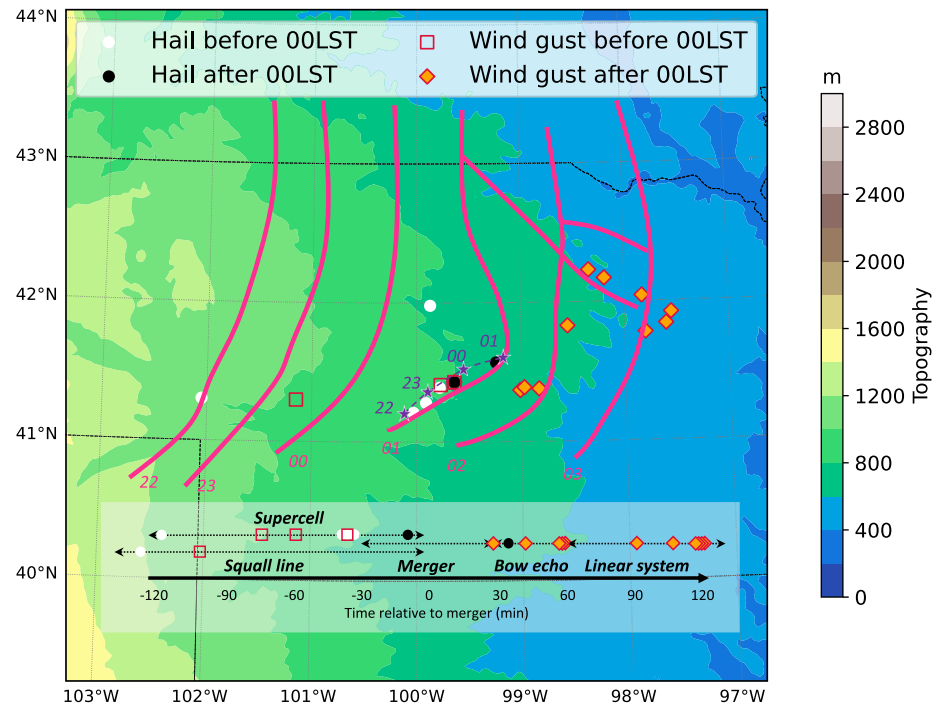 44°N
43°N
42°N
41°N
40°N
Hail before 00LST
Wind gust before 00LST
Hail after 00LST
Wind gust after 00LST
01
00
23
22
22
23
00
01
02
03
Supercell
Squall line
Merger
Bow echo
Linear system
-120
-90
-60
-30
0
30
60
90
120
Time relative to merger (min)
103°W
102°W
101°W
100°W
99°W
98°W
97°W
m
2800
2400
2000
1600
1200
800
400
0
Topography